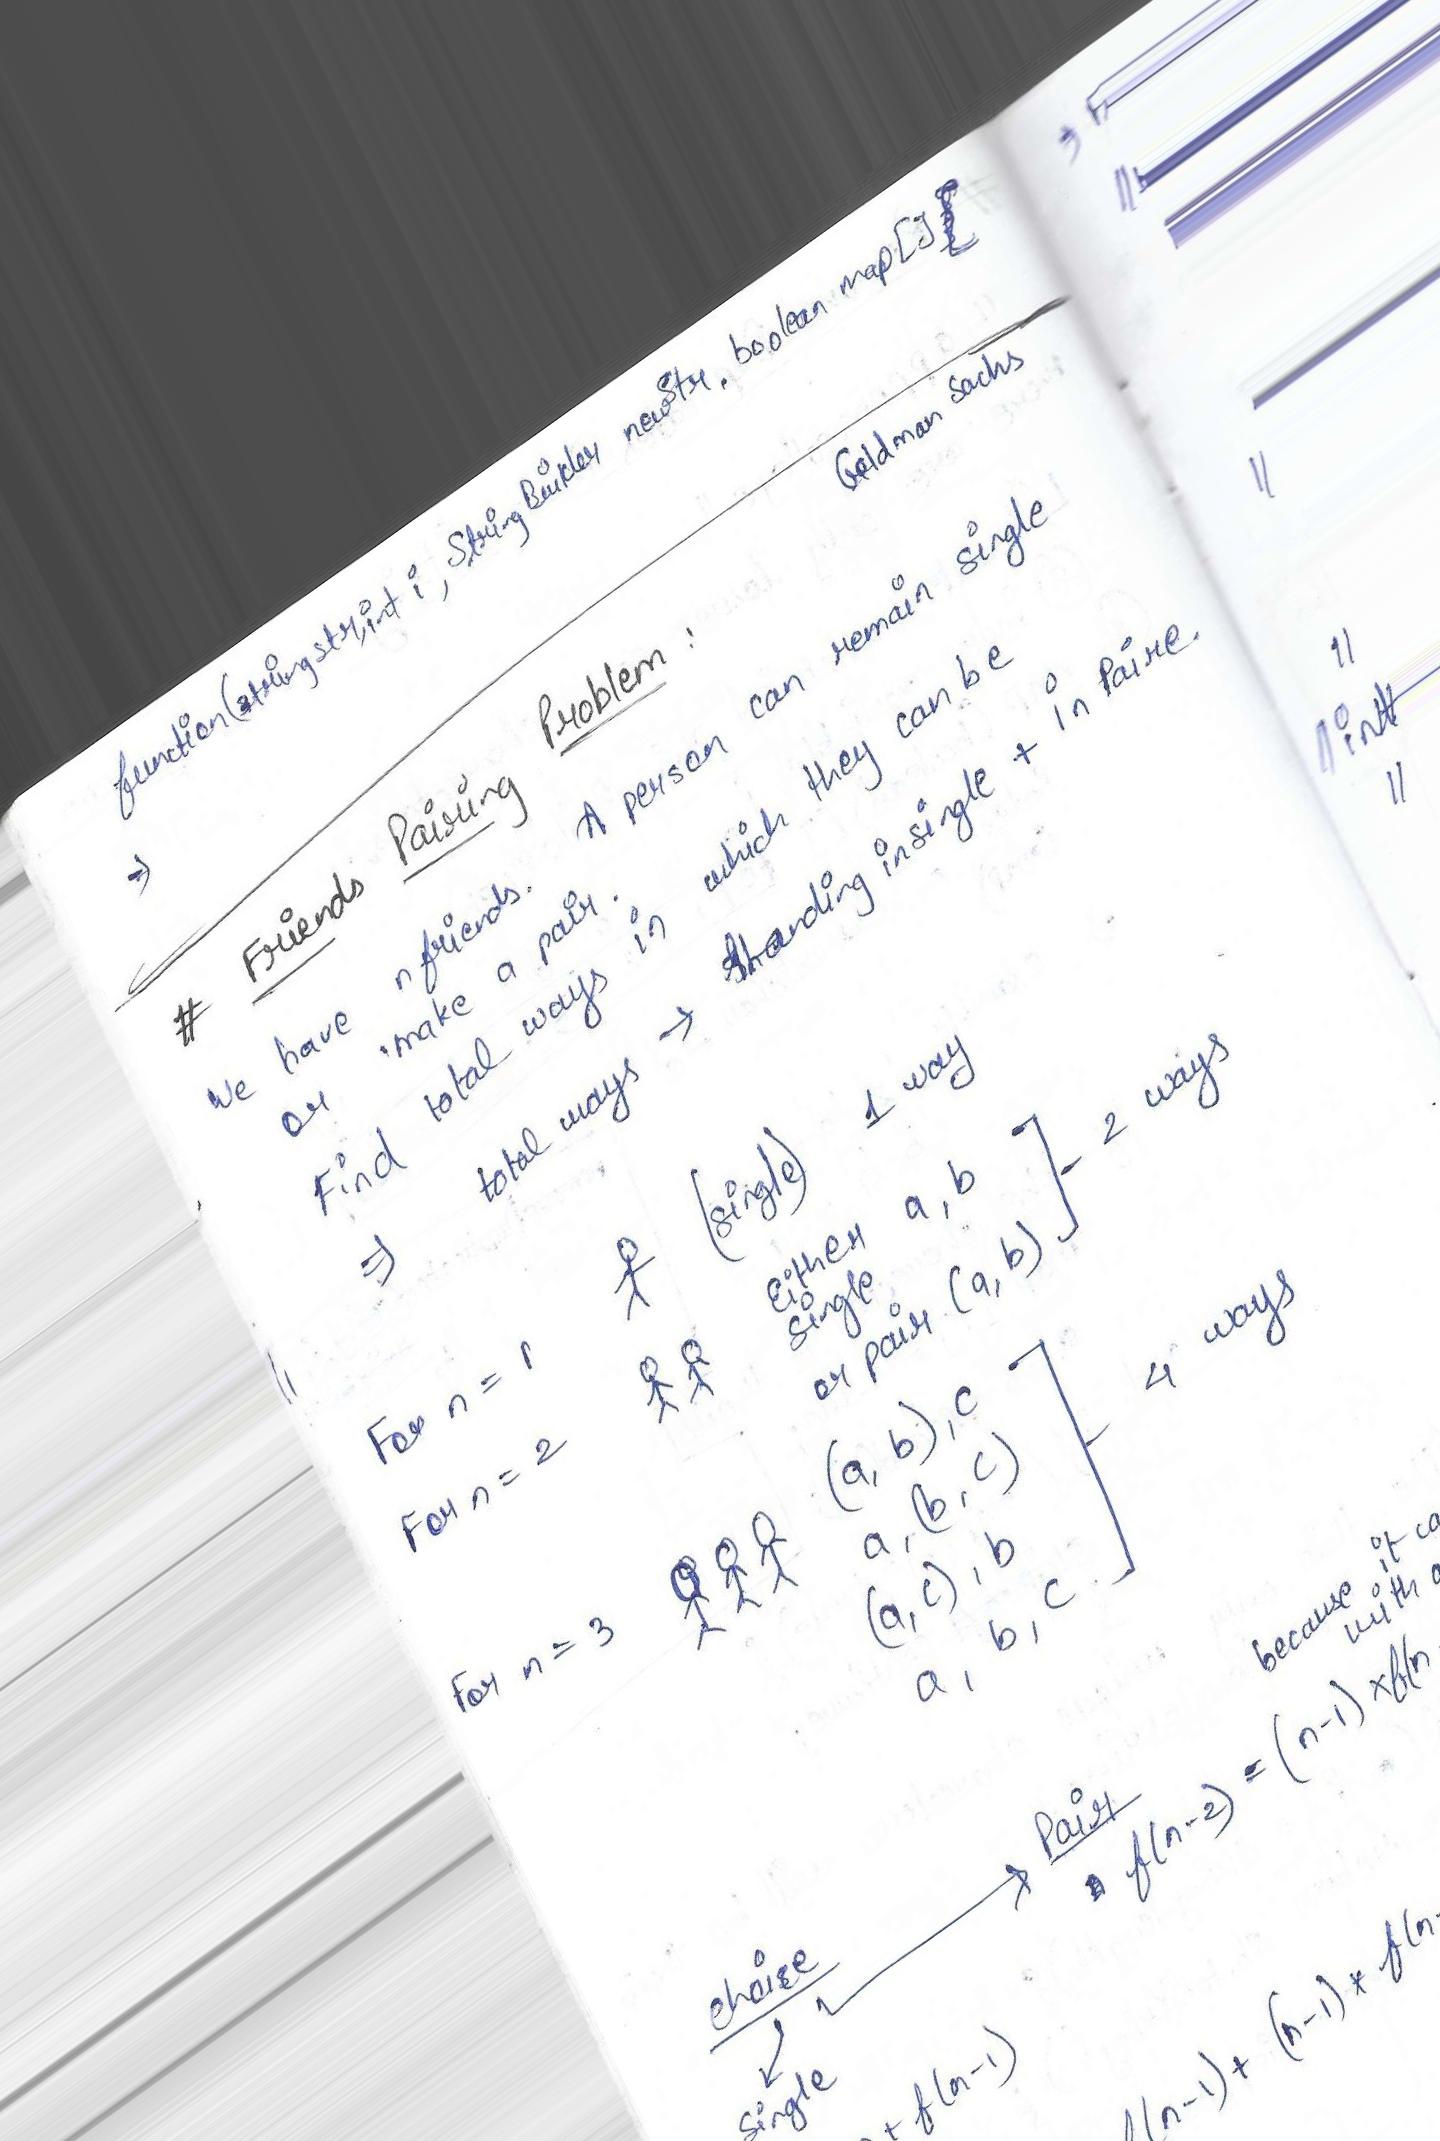 function(string str, int i, StringBuilder newStr, boolean map[]){
⇒
Goldman Sachs
# Friends Pairing Problem :
We have n friends. A person can remain single
or make a pair.
Find total ways in which they can be
⇒ total ways → Standing in single + in Paire.
For n = 1 (single) 1 way
For n = 2 Either single a, b
or pair (a, b) 2 ways
For n = 3 (a, b), c
a, (b, c)
(a, c), b
a, b, c
4 ways
because it
with
choise Pair
f(n-2) = (n-1) × f(n-
single
+ f(n-1)
f(n-1) + (n-1) * f(n-
int